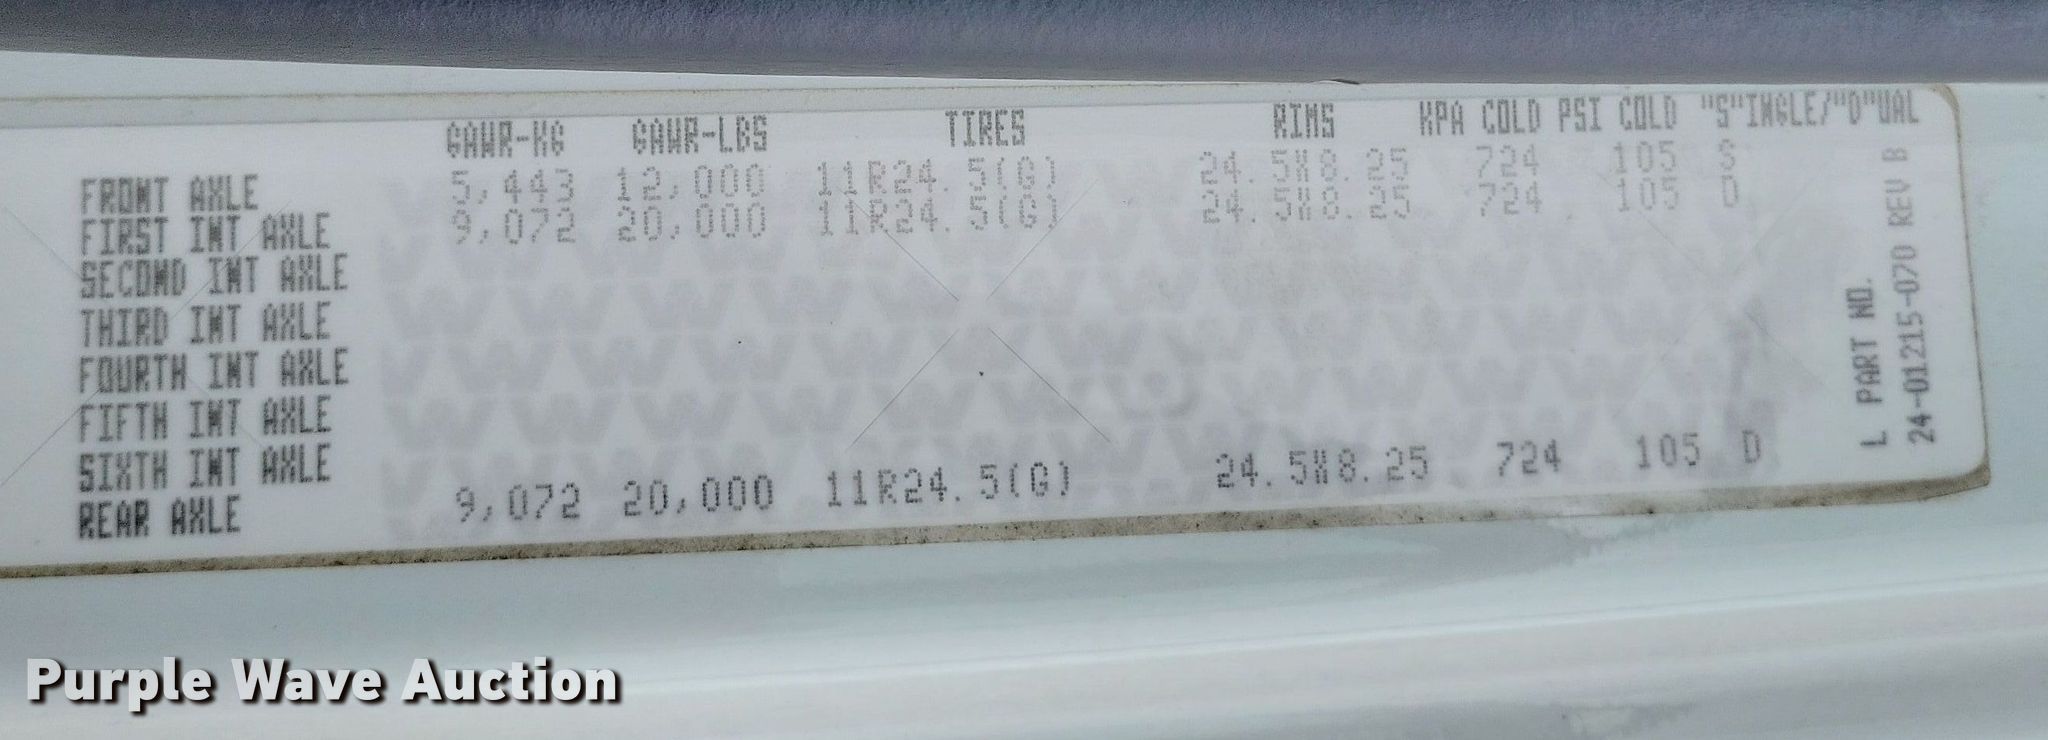 GAWR-KG GAWR-LBS TIRES RIMS KPA COLD PSI COLD "S"INGLE/"D"UAL
FRONT AXLE 5,443 12,000 11R24.5(G) 24.5X8.25 724 105 S
FIRST INT AXLE 9,072 20,000 11R24.5(G) 24.5X8.25 724 105 D
SECOND INT AXLE
THIRD INT AXLE
FOURTH INT AXLE
FIFTH INT AXLE
SIXTH INT AXLE
REAR AXLE 9,072 20,000 11R24.5(G) 24.5X8.25 724 105 D
L PART NO.
24-01215-070 REV B
Purple Wave Auction